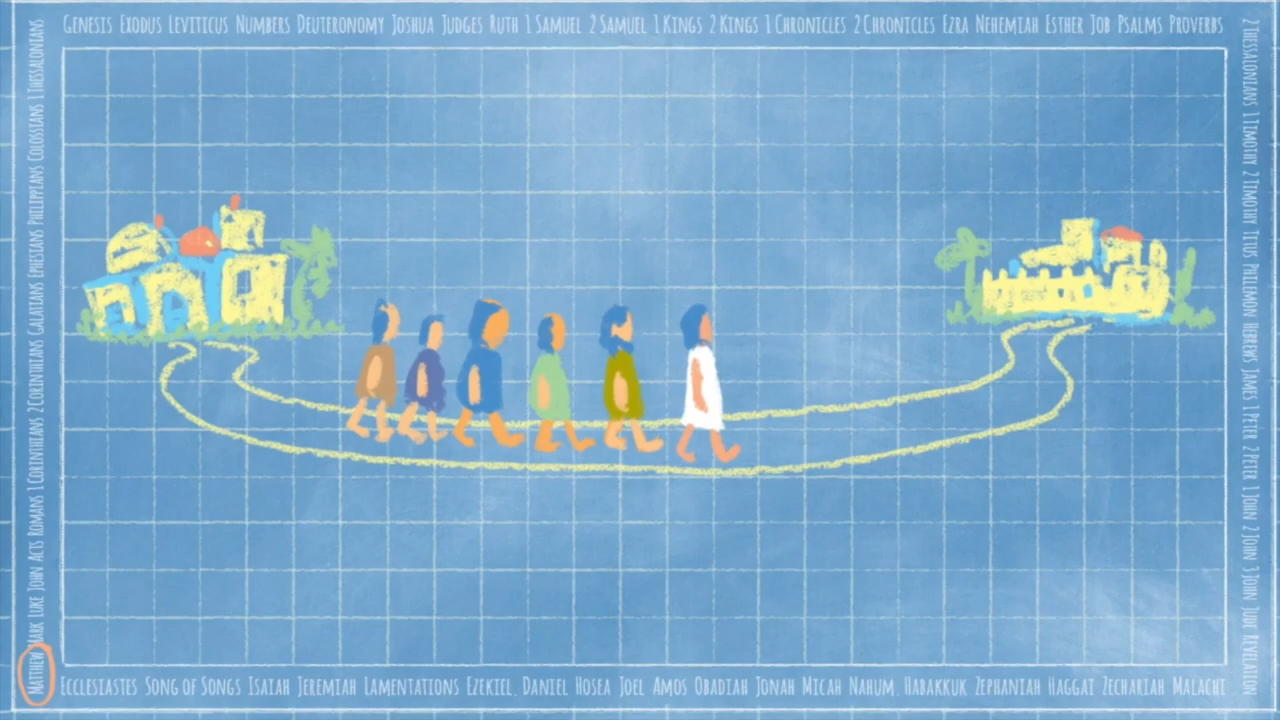 Genesis Exodus Leviticus Numbers Deuteronomy Joshua Judges Ruth 1 Samuel 2 Samuel 1 Kings 2 Kings 1 Chronicles 2 Chronicles Ezra Nehemiah Esther Job Psalms Proverbs
Ecclesiastes Song of Songs Isaiah Jeremiah Lamentations Ezekiel Daniel Hosea Joel Amos Obadiah Jonah Micah Nahum Habakkuk Zephaniah Haggai Zechariah Malachi
Matthew Mark Luke John Acts Romans 1 Corinthians 2 Corinthians Galatians Ephesians Philippians Colossians 1 Thessalonians
2 Thessalonians 1 Timothy 2 Timothy Titus Philemon Hebrews James 1 Peter 2 Peter 1 John 2 John 3 John Jude Revelation